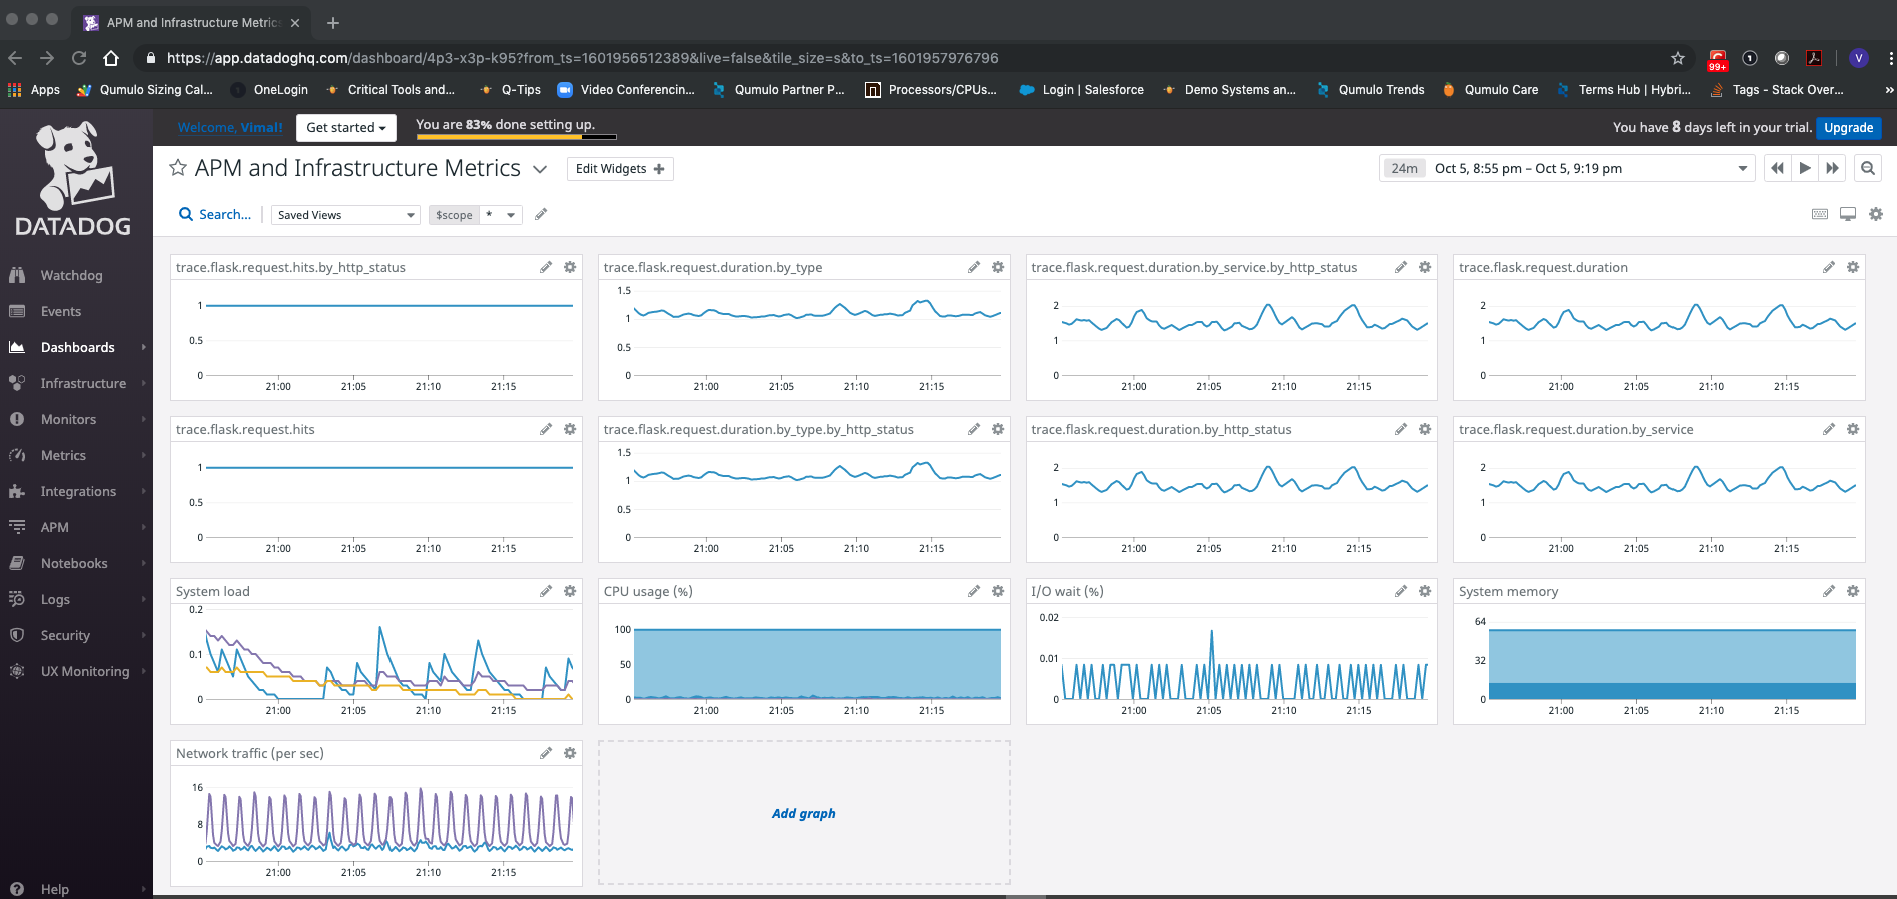 APM and Infrastructure Metrics
https://app.datadoghq.com/dashboard/4p3-x3p-k95?from_ts=1601956512389&live=false&tile_size=s&to_ts=1601957976796
99+
1
V
Apps Qumulo Sizing Cal... OneLogin Critical Tools and... Q-Tips Video Conferencin... Qumulo Partner P... Processors/CPUs... Login | Salesforce Demo Systems an... Qumulo Trends Qumulo Care Terms Hub | Hybri... Tags - Stack Over... »
Welcome, Vimal! Get started You are 83% done setting up. You have 8 days left in your trial. Upgrade
DATADOG
Watchdog
Events
Dashboards
Infrastructure
Monitors
Metrics
Integrations
APM
Notebooks
Logs
Security
UX Monitoring
Help
APM and Infrastructure Metrics Edit Widgets + 24m Oct 5, 8:55 pm – Oct 5, 9:19 pm
Search... Saved Views $scope *
trace.flask.request.hits.by_http_status
1
0.5
0
21:00 21:05 21:10 21:15
trace.flask.request.duration.by_type
1.5
1
0.5
0
21:00 21:05 21:10 21:15
trace.flask.request.duration.by_service.by_http_status
2
1
0
21:00 21:05 21:10 21:15
trace.flask.request.duration
2
1
0
21:00 21:05 21:10 21:15
trace.flask.request.hits
1
0.5
0
21:00 21:05 21:10 21:15
trace.flask.request.duration.by_type.by_http_status
1.5
1
0.5
0
21:00 21:05 21:10 21:15
trace.flask.request.duration.by_http_status
2
1
0
21:00 21:05 21:10 21:15
trace.flask.request.duration.by_service
2
1
0
21:00 21:05 21:10 21:15
System load
0.2
0.1
0
21:00 21:05 21:10 21:15
CPU usage (%)
100
50
0
21:00 21:05 21:10 21:15
I/O wait (%)
0.02
0.01
0
21:00 21:05 21:10 21:15
System memory
64
32
0
21:00 21:05 21:10 21:15
Network traffic (per sec)
16
8
0
21:00 21:05 21:10 21:15
Add graph